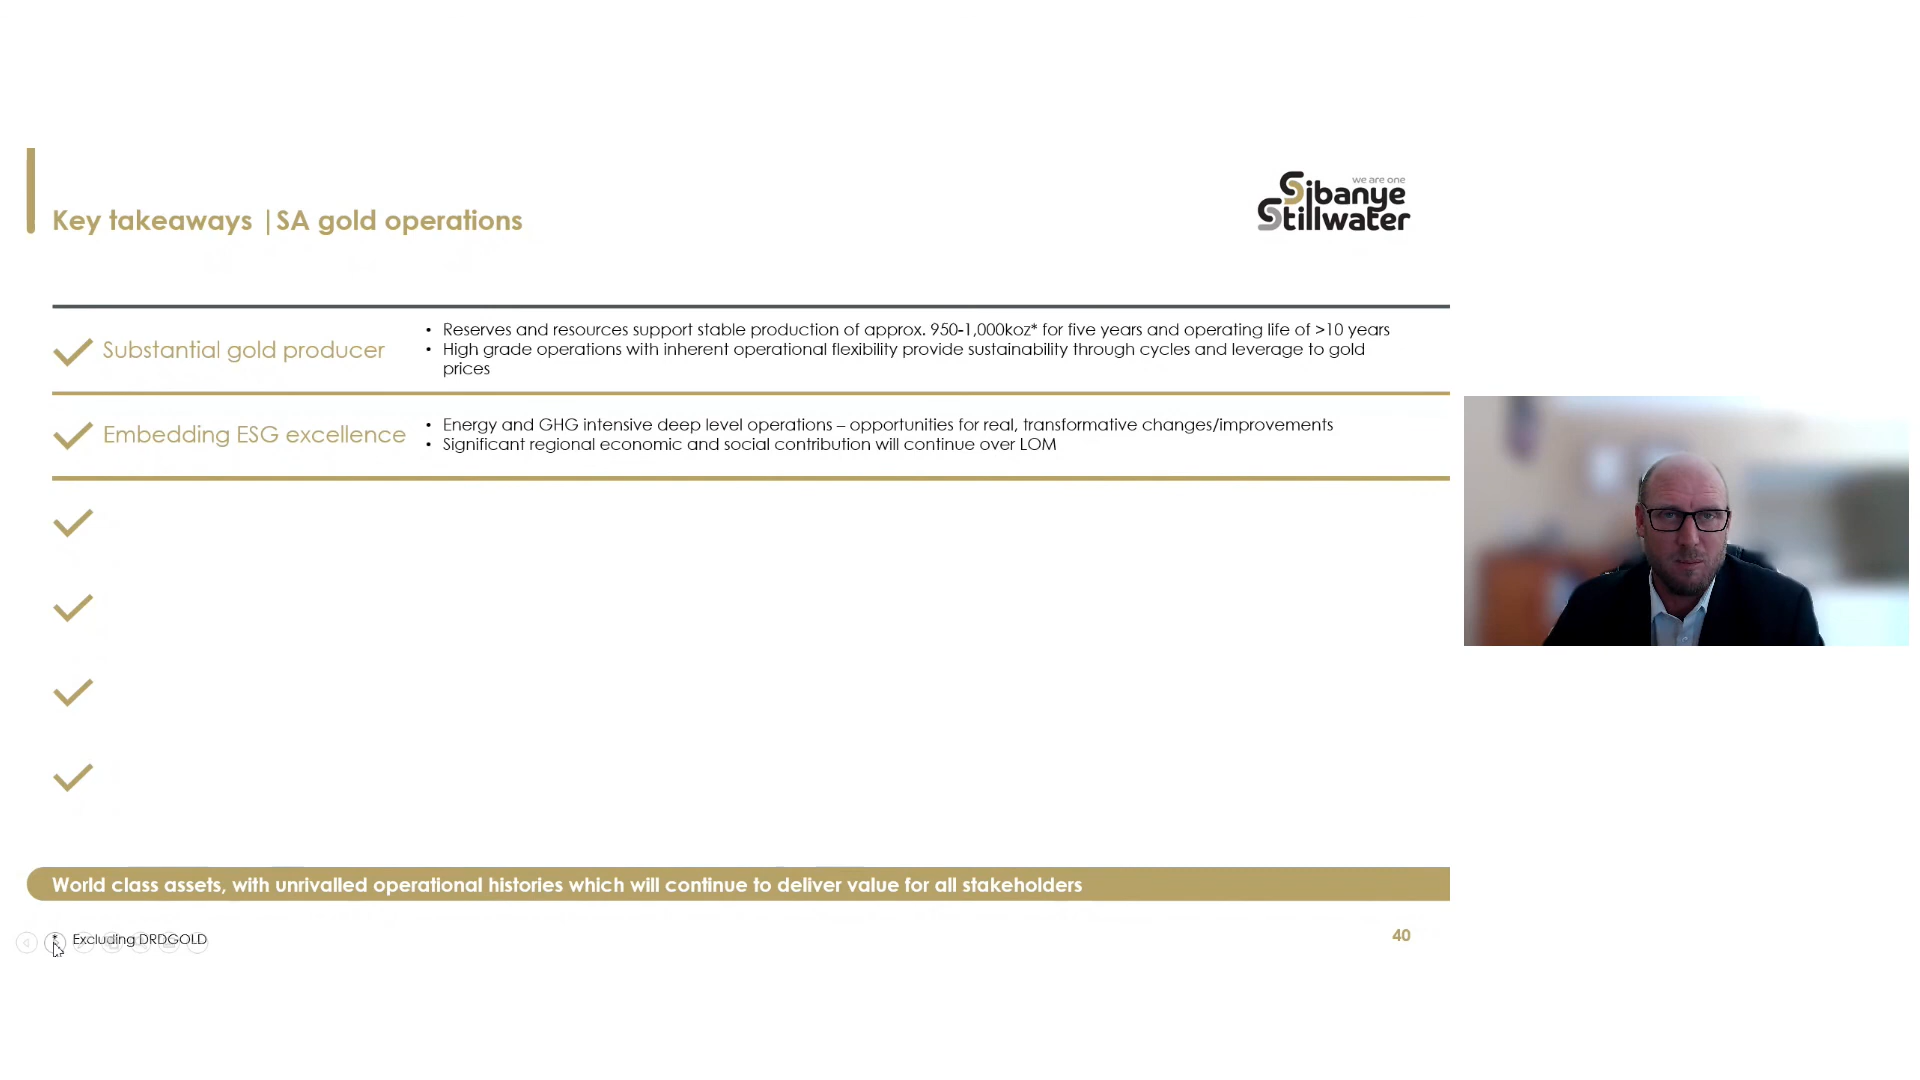 Key takeaways |SA gold operations
we are one
Sibanye
Stillwater
Substantial gold producer
• Reserves and resources support stable production of approx. 950-1,000koz* for five years and operating life of >10 years
• High grade operations with inherent operational flexibility provide sustainability through cycles and leverage to gold
prices
Embedding ESG excellence
• Energy and GHG intensive deep level operations – opportunities for real, transformative changes/improvements
• Significant regional economic and social contribution will continue over LOM
World class assets, with unrivalled operational histories which will continue to deliver value for all stakeholders
* Excluding DRDGOLD
40